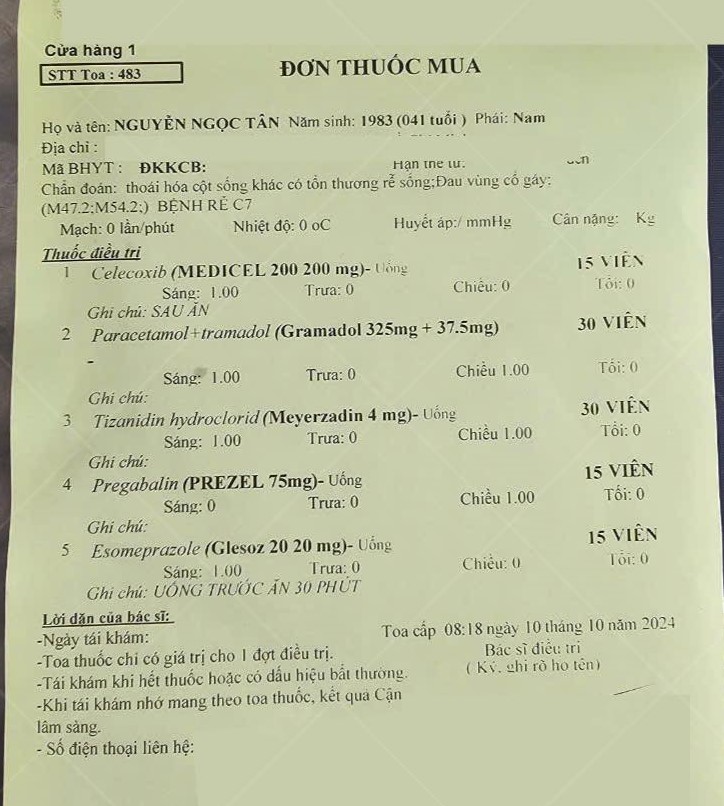 Cửa hàng 1
STT Toa : 483
ĐƠN THUỐC MUA
Họ và tên: NGUYỄN NGỌC TÂN Năm sinh: 1983 (041 tuổi ) Phái: Nam
Địa chỉ :
Mã BHYT : ĐKKCB: Hạn thẻ từ:
Chẩn đoán: thoái hóa cột sống khác có tổn thương rễ sống;Đau vùng cổ gáy:
(M47.2;M54.2;) BỆNH RỄ C7
Mạch: 0 lần/phút Nhiệt độ: 0 oC Huyết áp:/ mmHg Cân nặng: Kg
Thuốc điều trị
1 Celecoxib (MEDICEL 200 200 mg)- Uống 15 VIÊN
Sáng: 1.00 Trưa: 0 Chiều: 0 Tối: 0
Ghi chú: SAU ĂN
2 Paracetamol+tramadol (Gramadol 325mg + 37.5mg) 30 VIÊN
-
Sáng: 1.00 Trưa: 0 Chiều 1.00 Tối: 0
Ghi chú:
3 Tizanidin hydroclorid (Meyerzadin 4 mg)- Uống 30 VIÊN
Sáng: 1.00 Trưa: 0 Chiều 1.00 Tối: 0
Ghi chú:
4 Pregabalin (PREZEL 75mg)- Uống 15 VIÊN
Sáng: 0 Trưa: 0 Chiều 1.00 Tối: 0
Ghi chú:
5 Esomeprazole (Glesoz 20 20 mg)- Uống 15 VIÊN
Sáng: 1.00 Trưa: 0 Chiều: 0 Tối: 0
Ghi chú: UỐNG TRƯỚC ĂN 30 PHÚT
Lời dặn của bác sĩ:
-Ngày tái khám:
Toa cấp 08:18 ngày 10 tháng 10 năm 2024
-Toa thuốc chỉ có giá trị cho 1 đợt điều trị.
Bác sĩ điều trị
-Tái khám khi hết thuốc hoặc có dấu hiệu bất thường.
( Ký, ghi rõ họ tên)
-Khi tái khám nhớ mang theo toa thuốc, kết quả Cận
lâm sàng.
- Số điện thoại liên hệ: